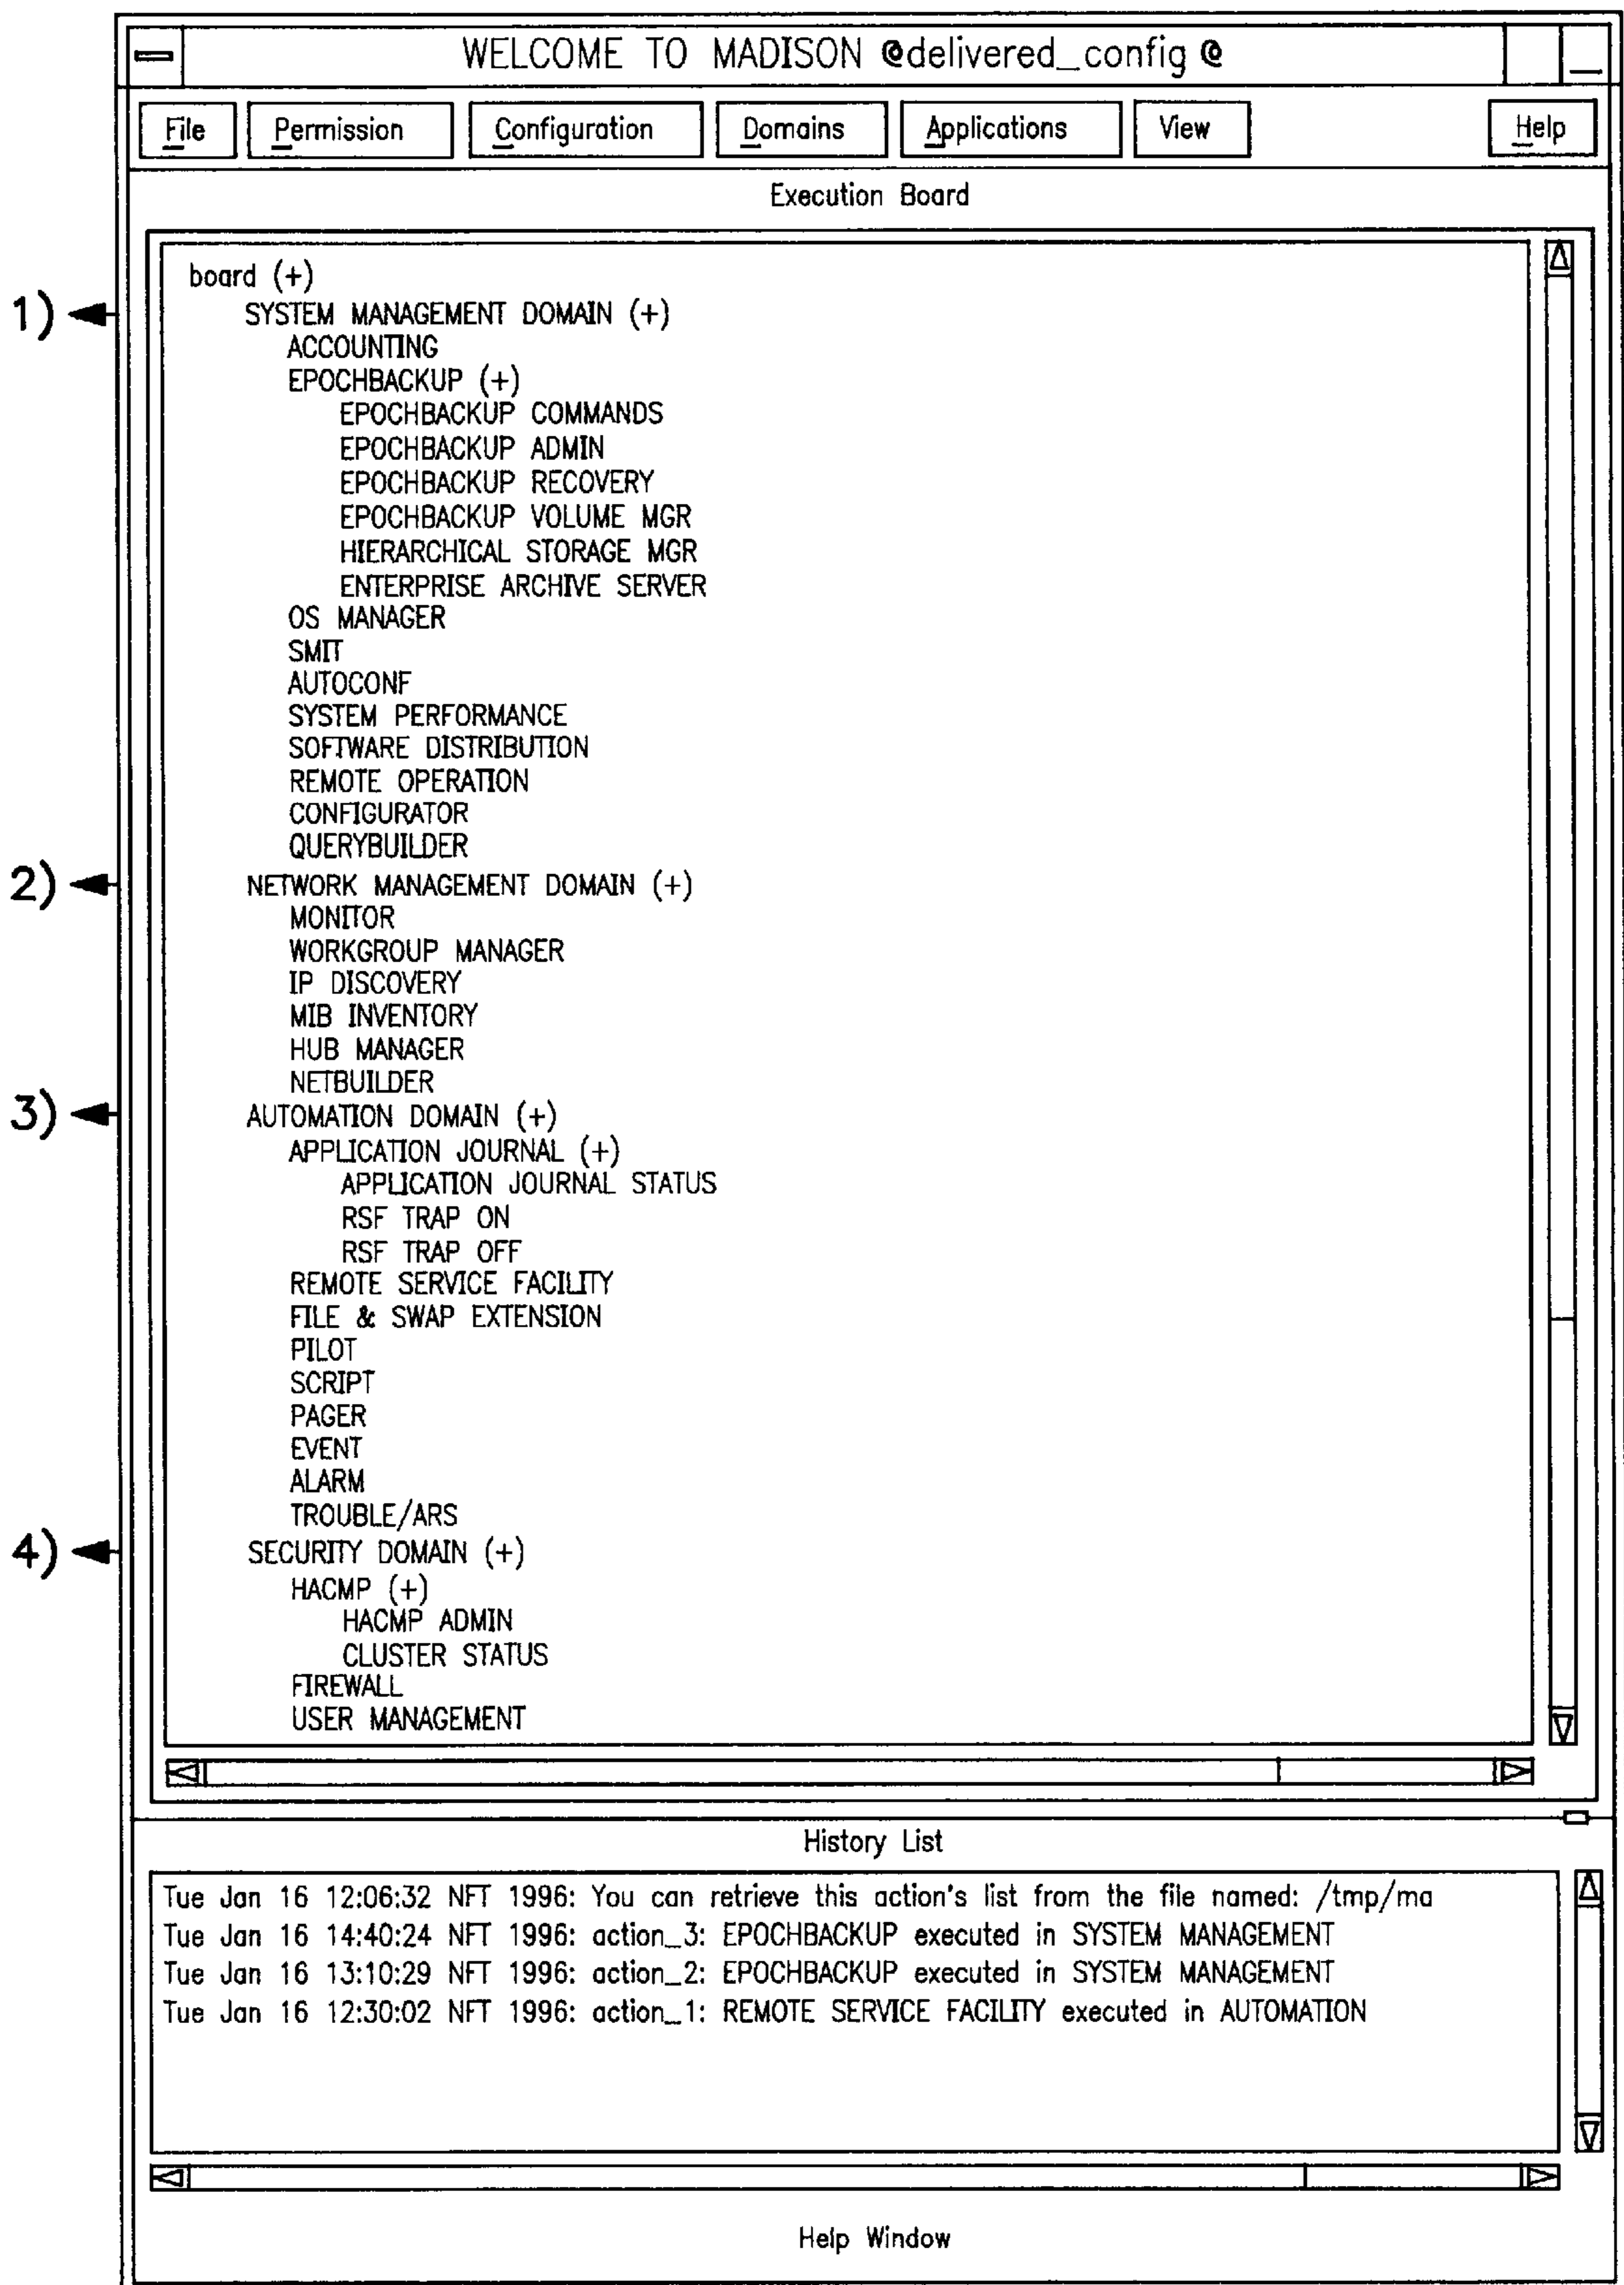 WELCOME TO MADISON @delivered_config @
File Permission Configuration Domains Applications View Help
Execution Board
board (+)
1) SYSTEM MANAGEMENT DOMAIN (+)
ACCOUNTING
EPOCHBACKUP (+)
EPOCHBACKUP COMMANDS
EPOCHBACKUP ADMIN
EPOCHBACKUP RECOVERY
EPOCHBACKUP VOLUME MGR
HIERARCHICAL STORAGE MGR
ENTERPRISE ARCHIVE SERVER
OS MANAGER
SMIT
AUTOCONF
SYSTEM PERFORMANCE
SOFTWARE DISTRIBUTION
REMOTE OPERATION
CONFIGURATOR
QUERYBUILDER
2) NETWORK MANAGEMENT DOMAIN (+)
MONITOR
WORKGROUP MANAGER
IP DISCOVERY
MIB INVENTORY
HUB MANAGER
NETBUILDER
3) AUTOMATION DOMAIN (+)
APPLICATION JOURNAL (+)
APPLICATION JOURNAL STATUS
RSF TRAP ON
RSF TRAP OFF
REMOTE SERVICE FACILITY
FILE & SWAP EXTENSION
PILOT
SCRIPT
PAGER
EVENT
ALARM
TROUBLE/ARS
4) SECURITY DOMAIN (+)
HACMP (+)
HACMP ADMIN
CLUSTER STATUS
FIREWALL
USER MANAGEMENT
History List
Tue Jan 16 12:06:32 NFT 1996: You can retrieve this action's list from the file named: /tmp/ma
Tue Jan 16 14:40:24 NFT 1996: action_3: EPOCHBACKUP executed in SYSTEM MANAGEMENT
Tue Jan 16 13:10:29 NFT 1996: action_2: EPOCHBACKUP executed in SYSTEM MANAGEMENT
Tue Jan 16 12:30:02 NFT 1996: action_1: REMOTE SERVICE FACILITY executed in AUTOMATION
Help Window